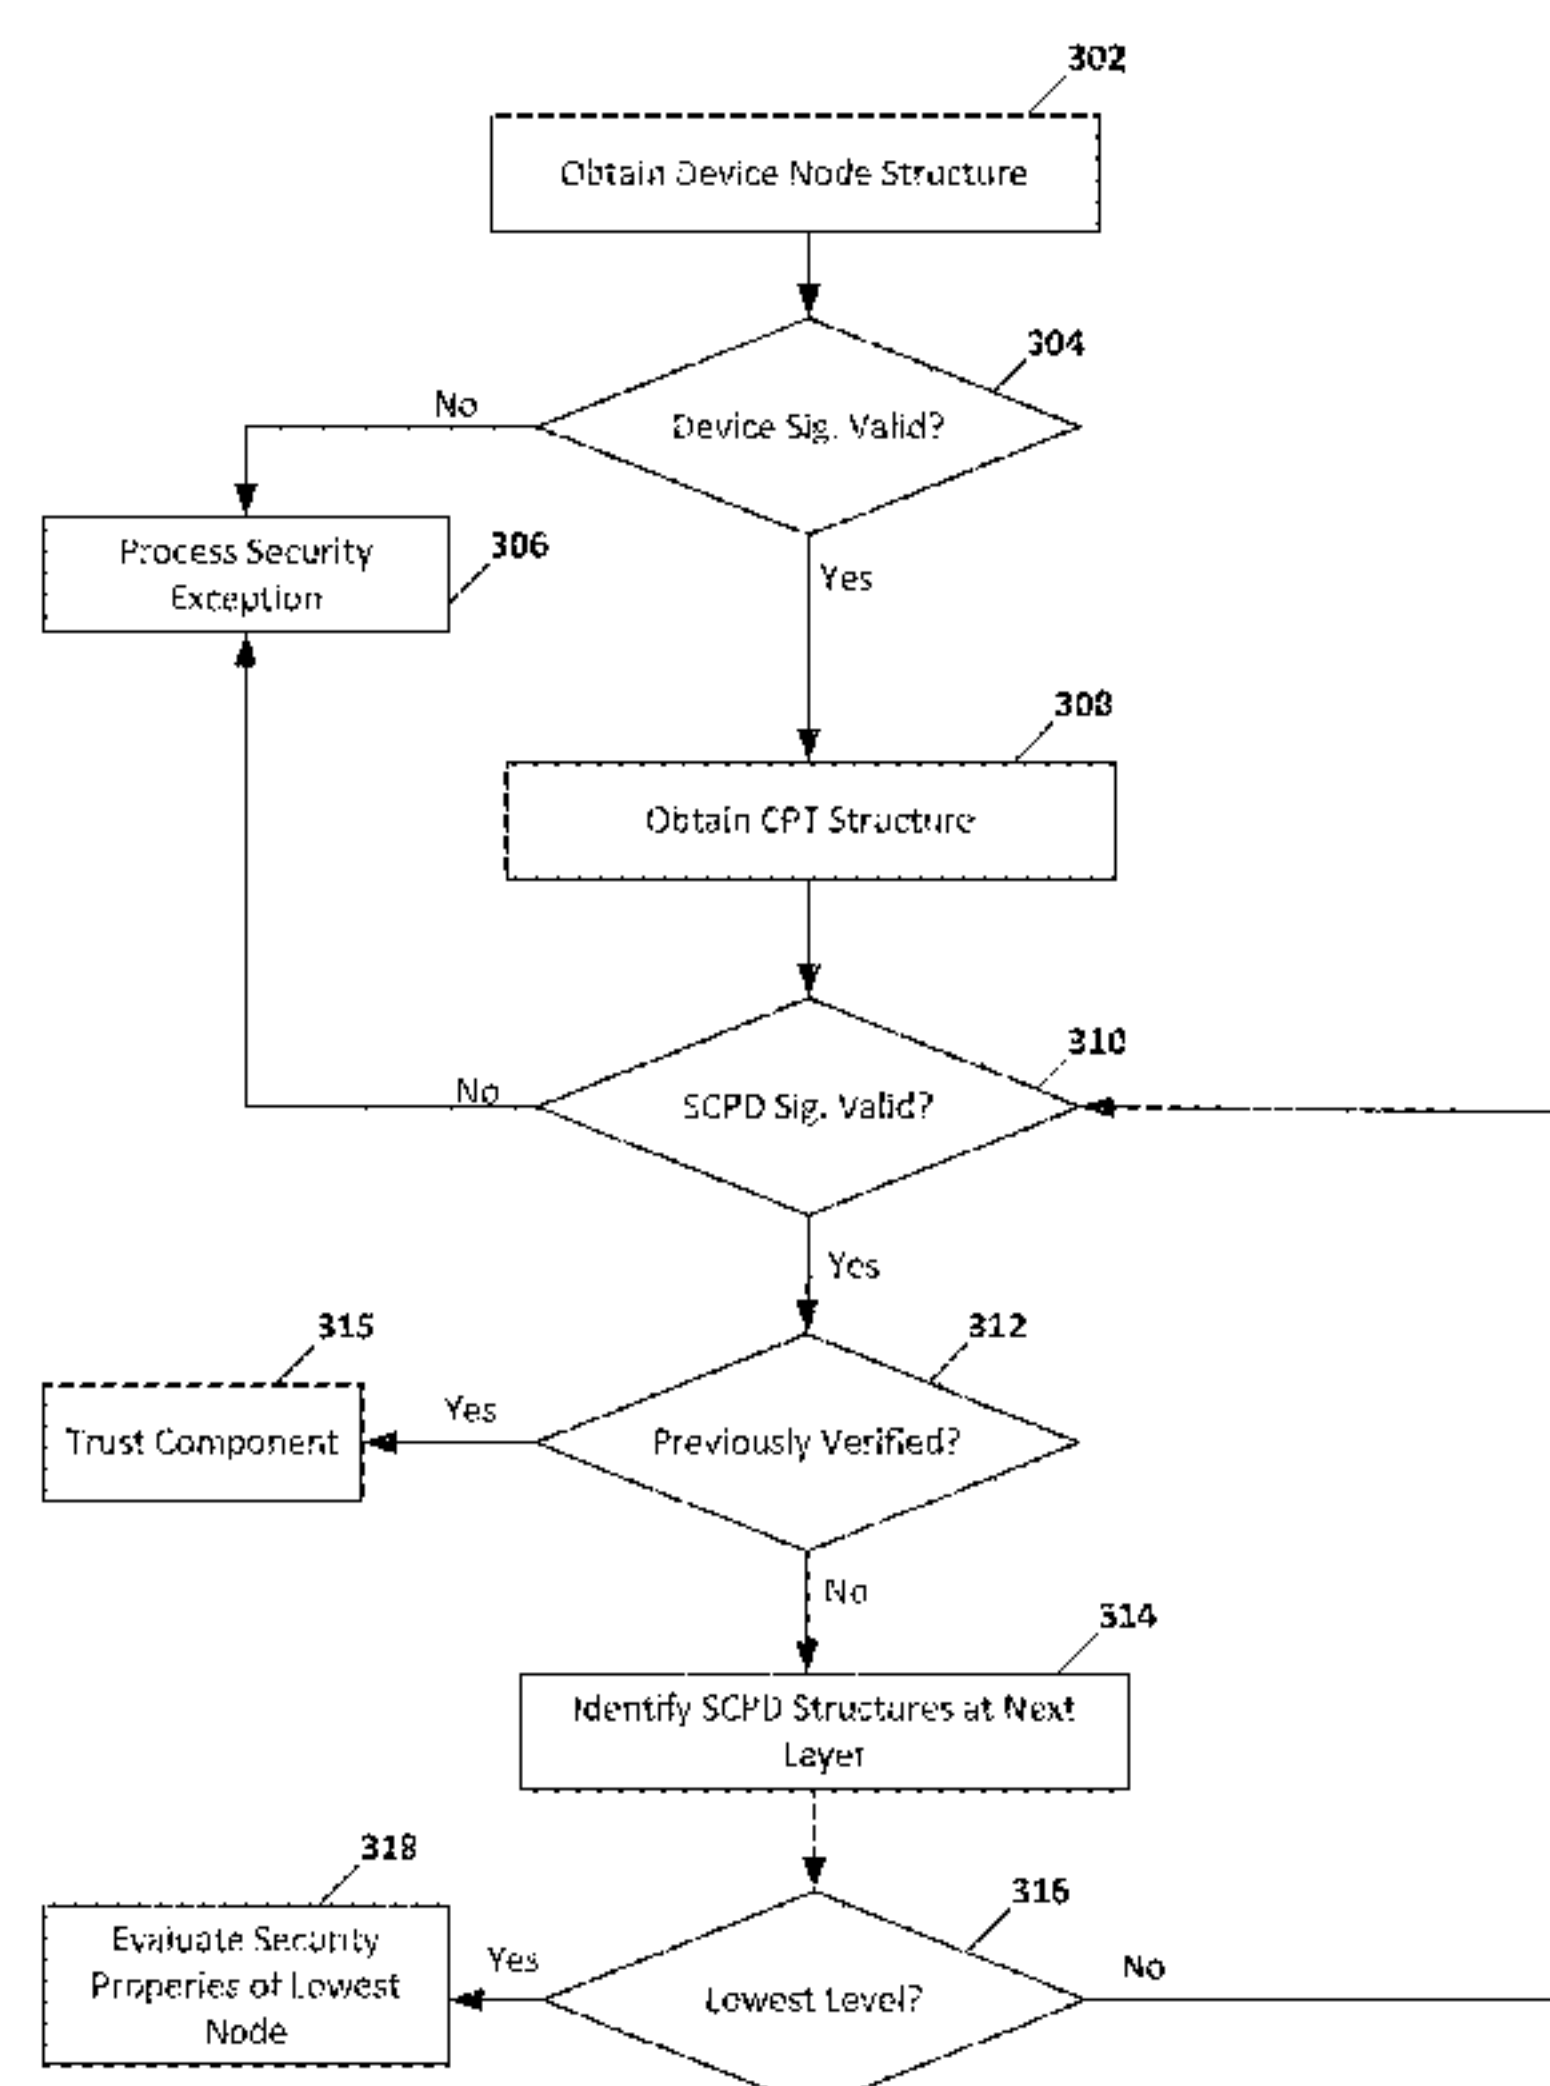 302
Obtain Device Node Structure
304
No
Device Sig. Valid?
Process Security
Exception
306
Yes
308
Obtain CPT Structure
310
No
SCPD Sig. Valid?
Yes
315
312
Yes
Trust Component
Previously Verified?
No
314
Identify SCPD Structures at Next
Layer
318
316
Evaluate Security
Properies of Lowest
Node
Yes
Lowest Level?
No